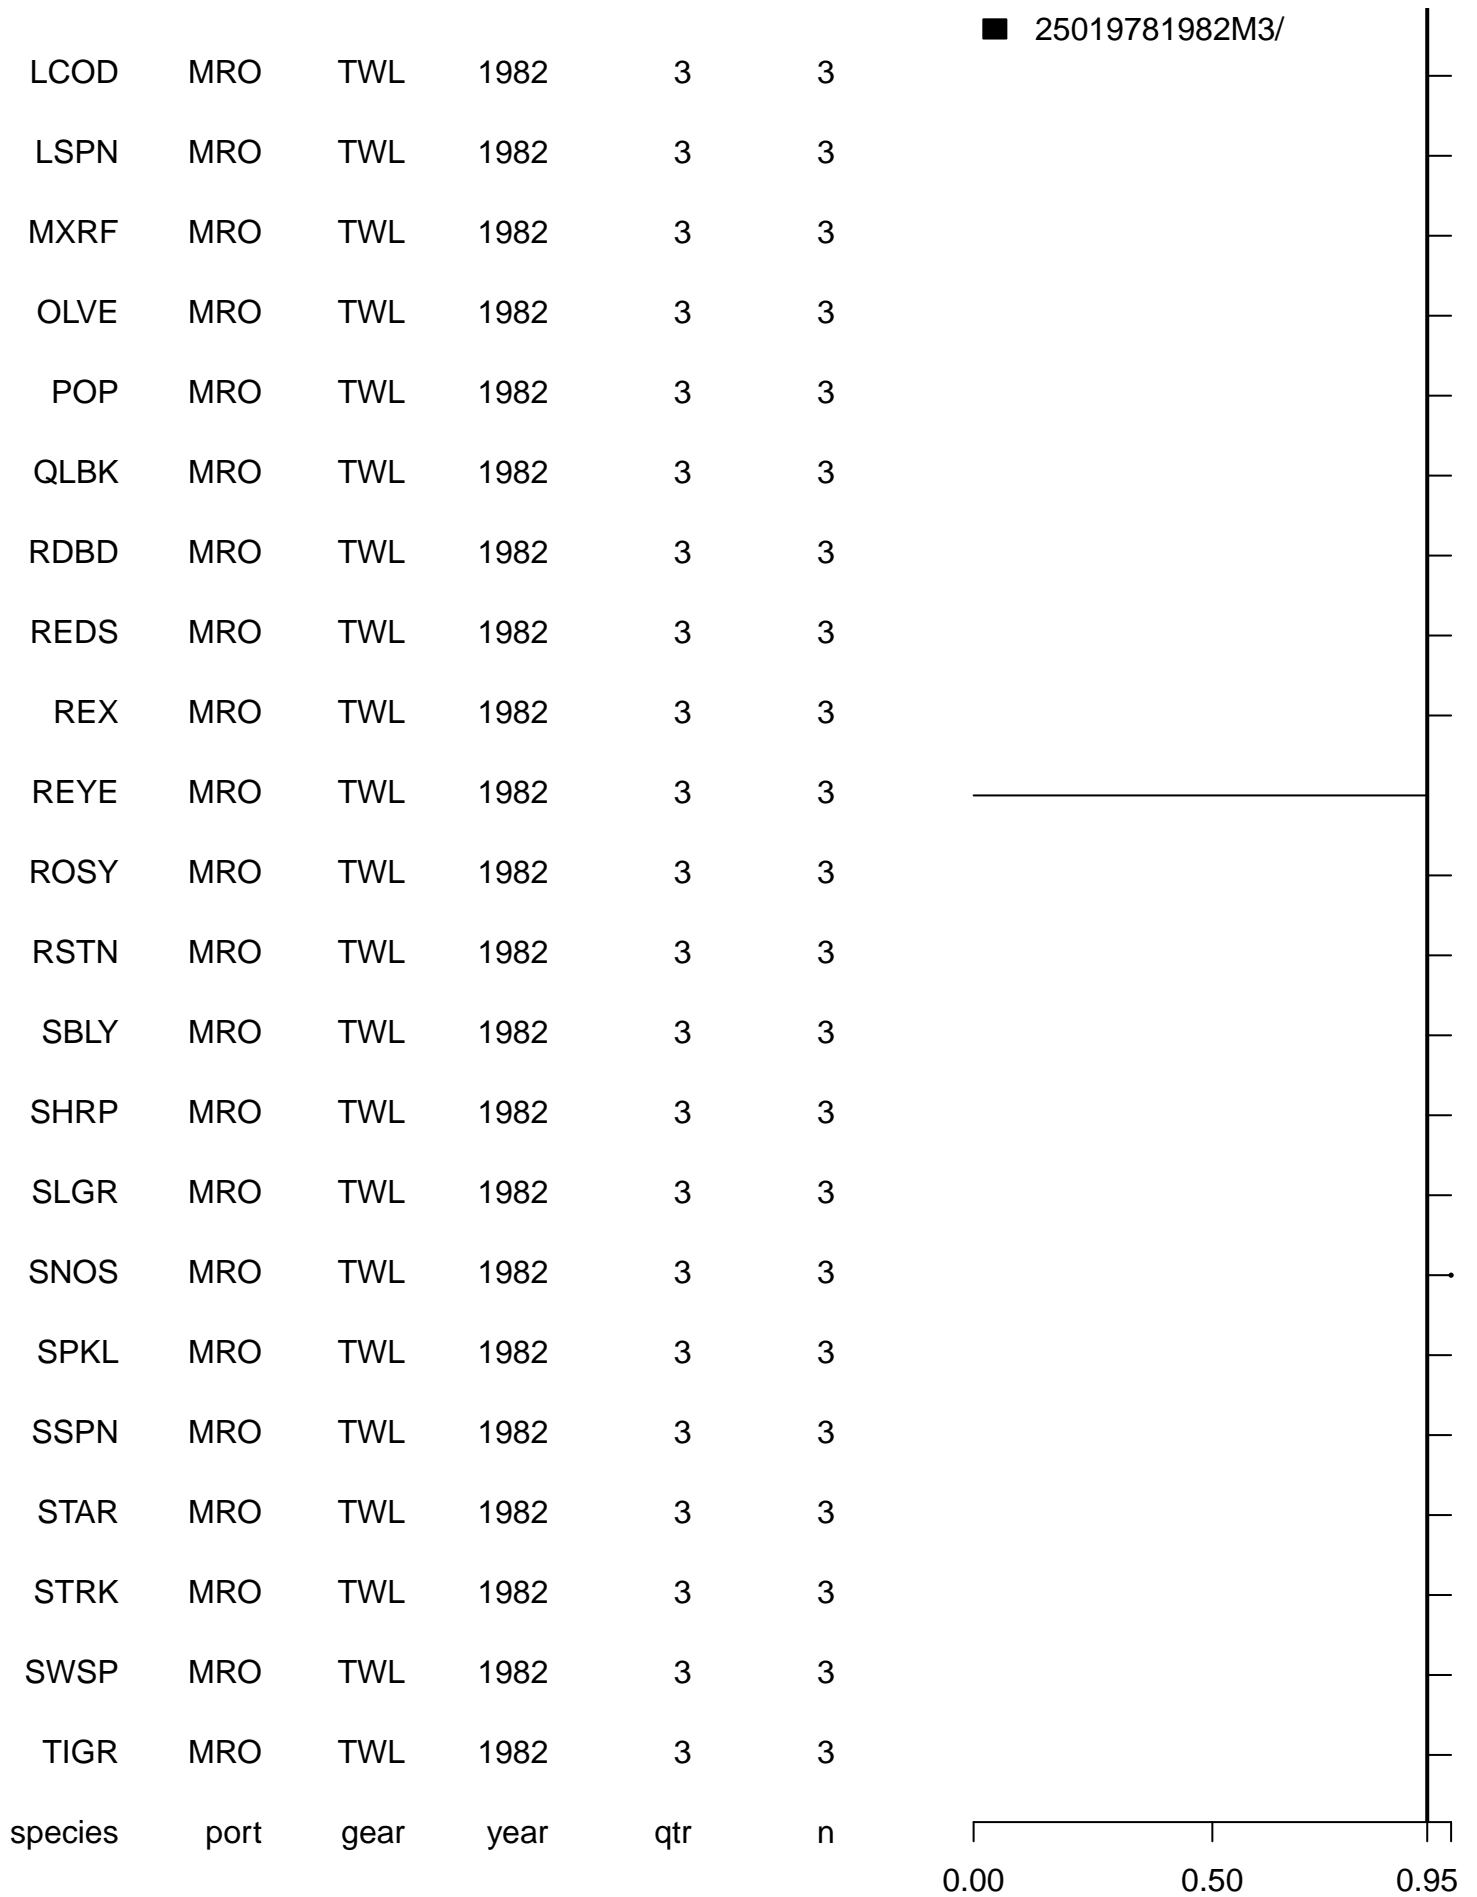 25019781982M3/
LCOD MRO TWL 1982 3 3
LSPN MRO TWL 1982 3 3
MXRF MRO TWL 1982 3 3
OLVE MRO TWL 1982 3 3
POP MRO TWL 1982 3 3
QLBK MRO TWL 1982 3 3
RDBD MRO TWL 1982 3 3
REDS MRO TWL 1982 3 3
REX MRO TWL 1982 3 3
REYE MRO TWL 1982 3 3
ROSY MRO TWL 1982 3 3
RSTN MRO TWL 1982 3 3
SBLY MRO TWL 1982 3 3
SHRP MRO TWL 1982 3 3
SLGR MRO TWL 1982 3 3
SNOS MRO TWL 1982 3 3
SPKL MRO TWL 1982 3 3
SSPN MRO TWL 1982 3 3
STAR MRO TWL 1982 3 3
STRK MRO TWL 1982 3 3
SWSP MRO TWL 1982 3 3
TIGR MRO TWL 1982 3 3
species port gear year qtr n
0.00 0.50 0.95